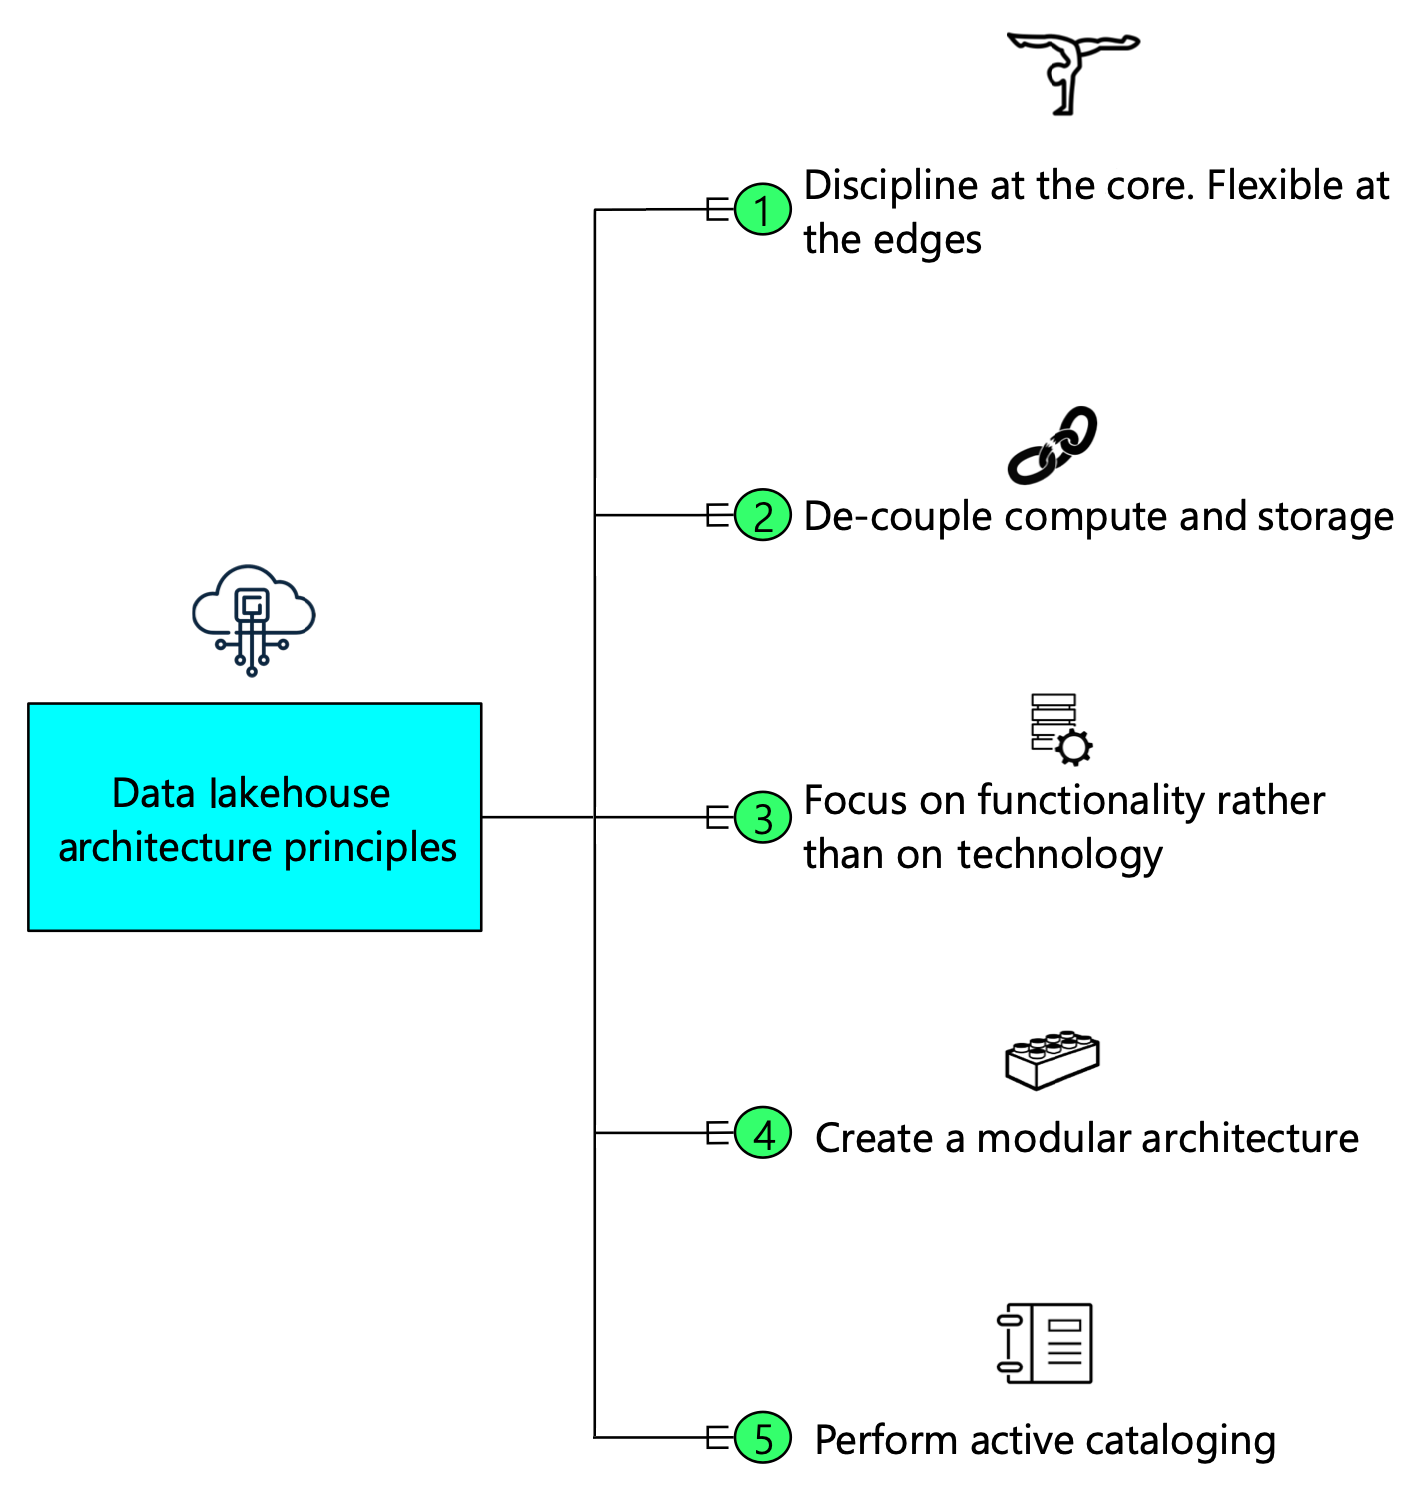 1
Discipline at the core. Flexible at
the edges
2
De-couple compute and storage
Data lakehouse
architecture principles
3
Focus on functionality rather
than on technology
4
Create a modular architecture
5
Perform active cataloging